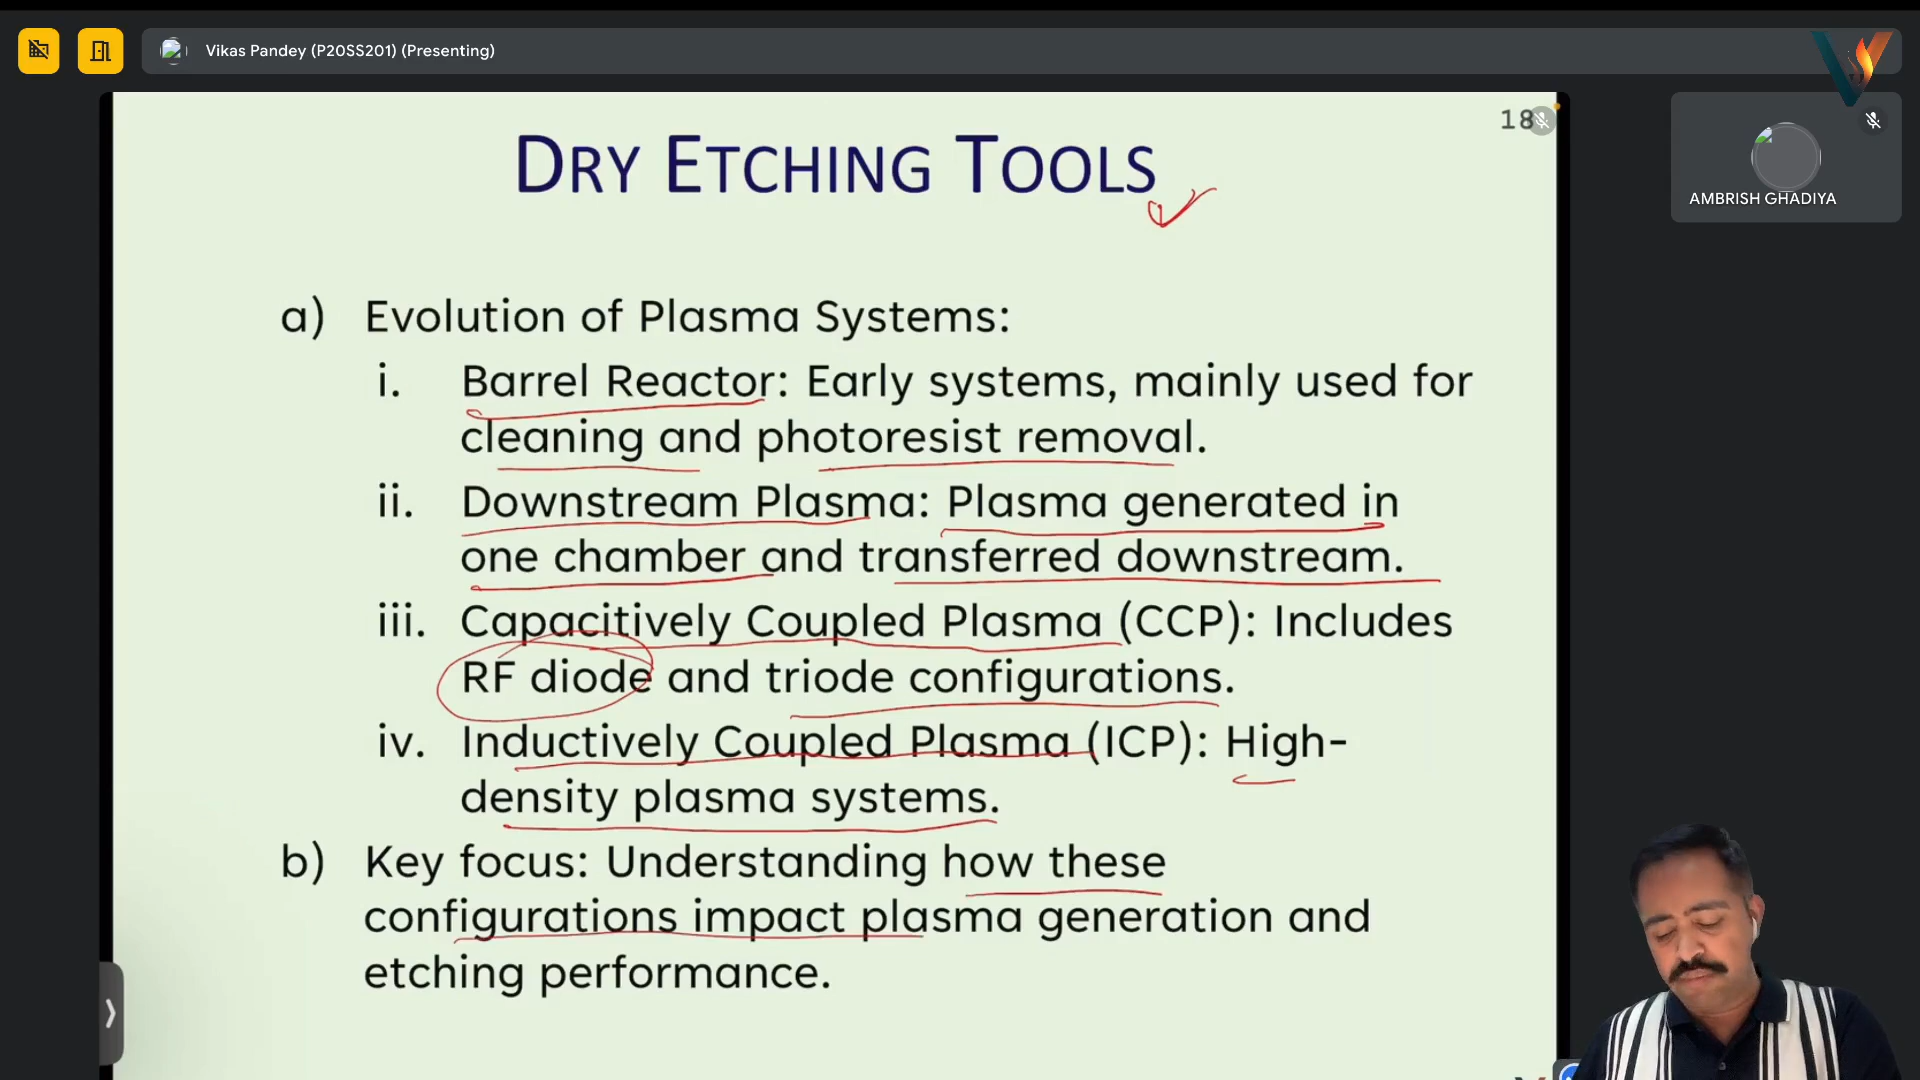 Vikas Pandey (P20SS201) (Presenting)
18
AMBRISH GHADIYA
DRY ETCHING TOOLS
a) Evolution of Plasma Systems:
i. Barrel Reactor: Early systems, mainly used for
cleaning and photoresist removal.
ii. Downstream Plasma: Plasma generated in
one chamber and transferred downstream.
iii. Capacitively Coupled Plasma (CCP): Includes
RF diode and triode configurations.
iv. Inductively Coupled Plasma (ICP): High-
density plasma systems.
b) Key focus: Understanding how these
configurations impact plasma generation and
etching performance.